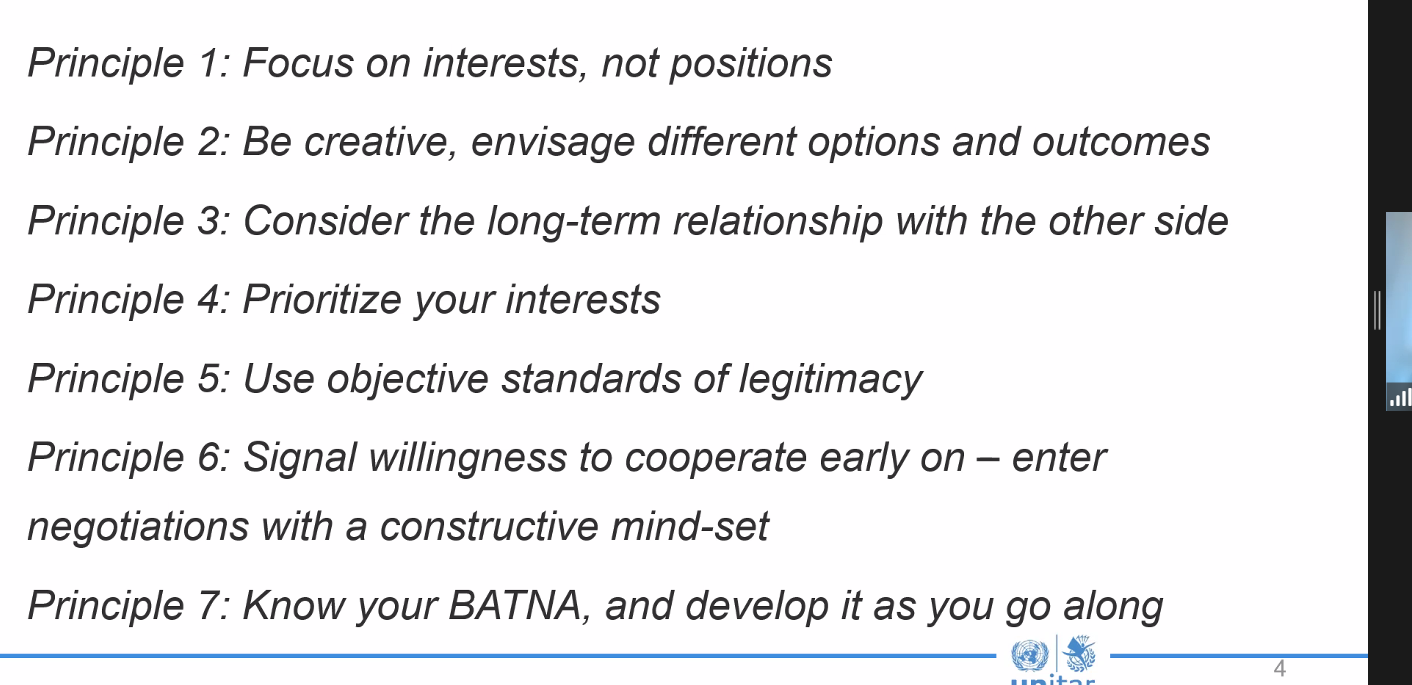 Principle 1: Focus on interests, not positions
Principle 2: Be creative, envisage different options and outcomes
Principle 3: Consider the long-term relationship with the other side
Principle 4: Prioritize your interests
Principle 5: Use objective standards of legitimacy
Principle 6: Signal willingness to cooperate early on – enter
negotiations with a constructive mind-set
Principle 7: Know your BATNA, and develop it as you go along
unitar
4